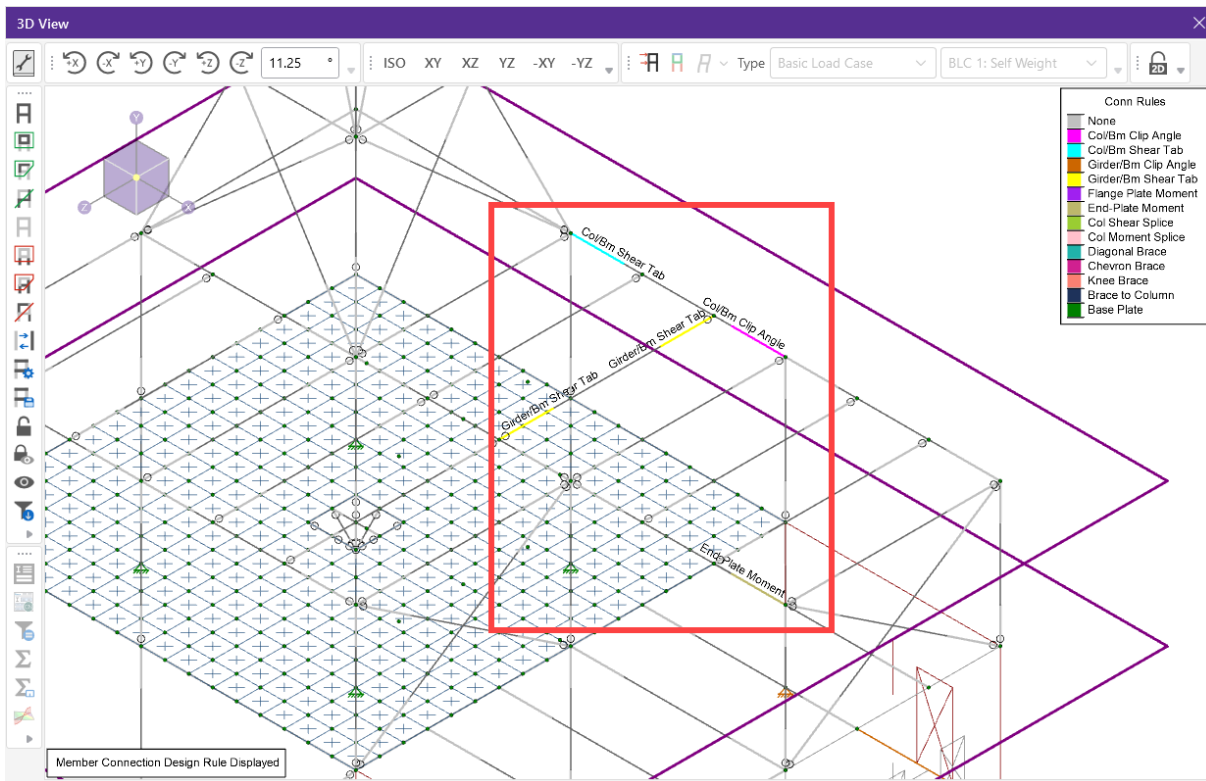 3D View
+X -X +Y -Y +Z -Z 11.25 ° ISO XY XZ YZ -XY -YZ Type Basic Load Case BLC 1: Self Weight 2D
Conn Rules
None
Col/Bm Clip Angle
Col/Bm Shear Tab
Girder/Bm Clip Angle
Girder/Bm Shear Tab
Flange Plate Moment
End-Plate Moment
Col Shear Splice
Col Moment Splice
Diagonal Brace
Chevron Brace
Knee Brace
Brace to Column
Base Plate
Y
Z
X
Col/Bm Shear Tab
Col/Bm Clip Angle
Girder/Bm Shear Tab
Girder/Bm Shear Tab
End-Plate Moment
Member Connection Design Rule Displayed